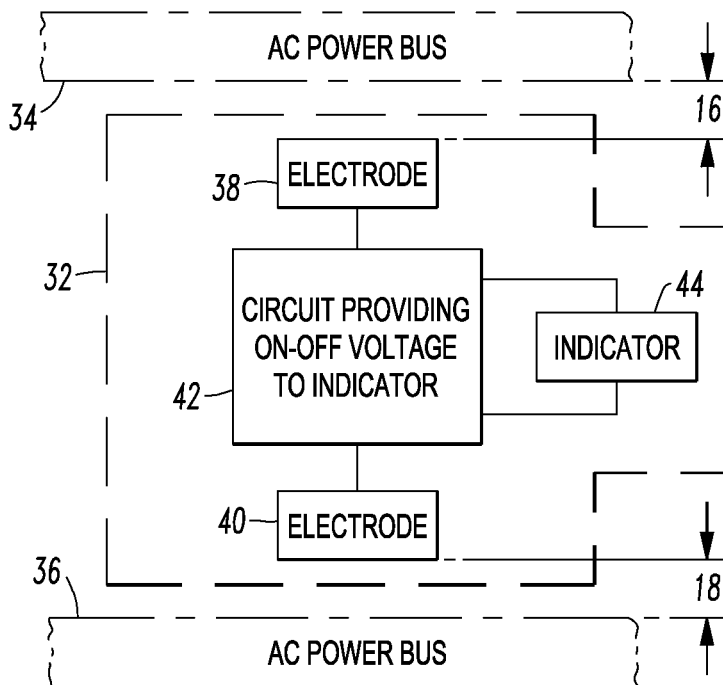 AC POWER BUS
34
16
ELECTRODE
38
32
CIRCUIT PROVIDING
ON-OFF VOLTAGE
TO INDICATOR
42
44
INDICATOR
40
ELECTRODE
36
18
AC POWER BUS